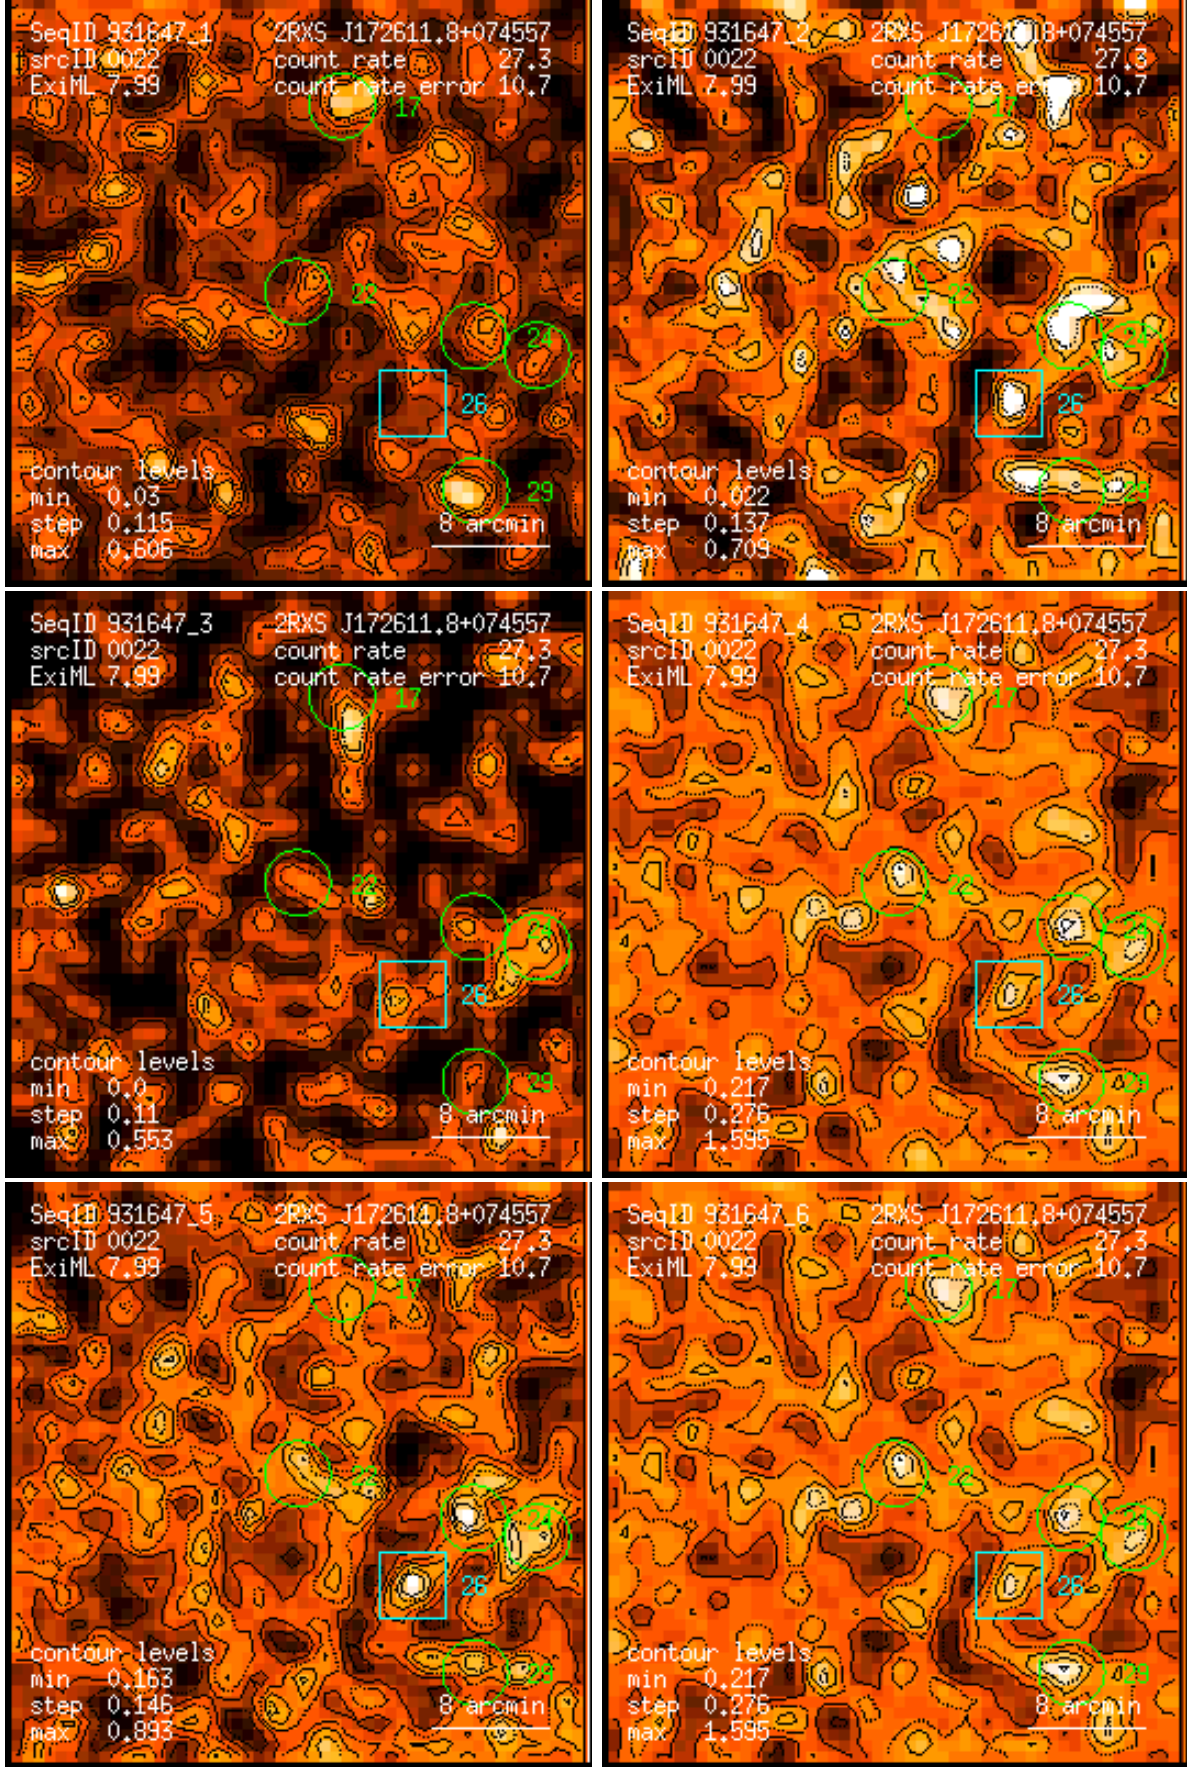 SeqID 931647_1 2RXS J172611.8+074557
srcID 0022 count rate 27.3
ExiML 7.99 count rate error 10.7
17
22
24
26
contour levels
min 0.03
29
step 0.115
8 arcmin
max 0.606
SeqID 931647_2 2RXS J172611.8+074557
srcID 0022 count rate 27.3
ExiML 7.99 count rate error 10.7
17
22
24
26
contour levels
min 0.022
29
step 0.137
8 arcmin
max 0.709
SeqID 931647_3 2RXS J172611.8+074557
srcID 0022 count rate 27.3
ExiML 7.99 count rate error 10.7
17
22
24
26
contour levels
min 0.0
29
step 0.11
8 arcmin
max 0.553
SeqID 931647_4 2RXS J172611.8+074557
srcID 0022 count rate 27.3
ExiML 7.99 count rate error 10.7
17
22
24
26
contour levels
min 0.217
29
step 0.276
8 arcmin
max 1.595
SeqID 931647_5 2RXS J172611.8+074557
srcID 0022 count rate 27.3
ExiML 7.99 count rate error 10.7
17
22
24
26
contour levels
min 0.163
29
step 0.146
8 arcmin
max 0.893
SeqID 931647_6 2RXS J172611.8+074557
srcID 0022 count rate 27.3
ExiML 7.99 count rate error 10.7
17
22
24
26
contour levels
min 0.217
29
step 0.276
8 arcmin
max 1.595